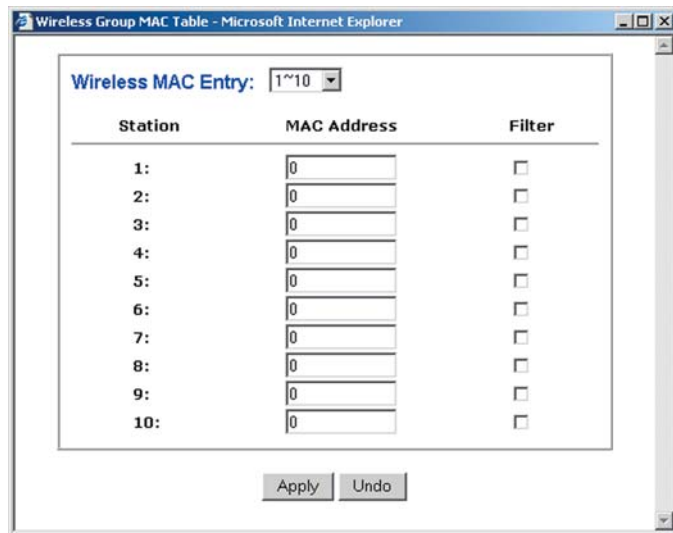 Wireless Group MAC Table - Microsoft Internet Explorer
Wireless MAC Entry: 1~10
Station MAC Address Filter
1: 0
2: 0
3: 0
4: 0
5: 0
6: 0
7: 0
8: 0
9: 0
10: 0
Apply Undo